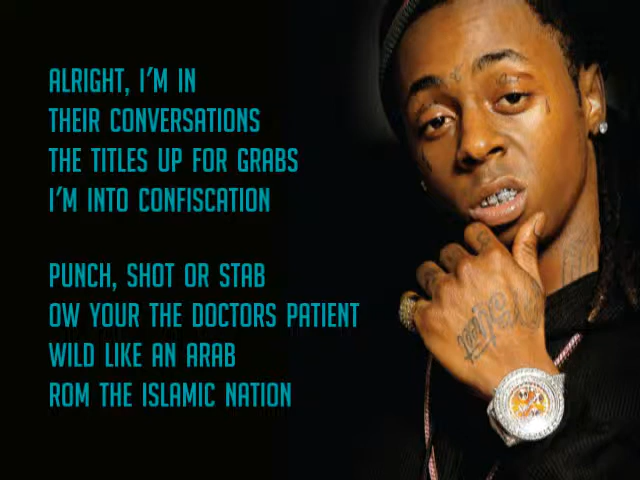 ALRIGHT, I'M IN
THEIR CONVERSATIONS
THE TITLES UP FOR GRABS
I'M INTO CONFISCATION
PUNCH, SHOT OR STAB
OW YOUR THE DOCTORS PATIENT
WILD LIKE AN ARAB
ROM THE ISLAMIC NATION